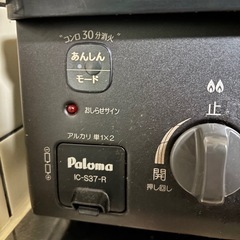 コンロ30分消火
あんしん
モード
おしらせサイン
アルカリ 単1×2
Paloma
IC-S37-R
止
開
押し回し